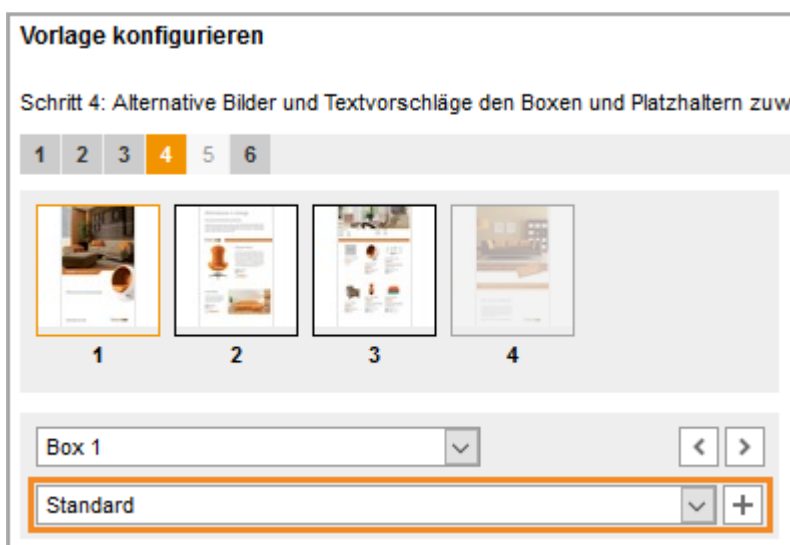 Vorlage konfigurieren
Schritt 4: Alternative Bilder und Textvorschläge den Boxen und Platzhaltern zuw
1 2 3 4 5 6
1 2 3 4
Box 1
Standard